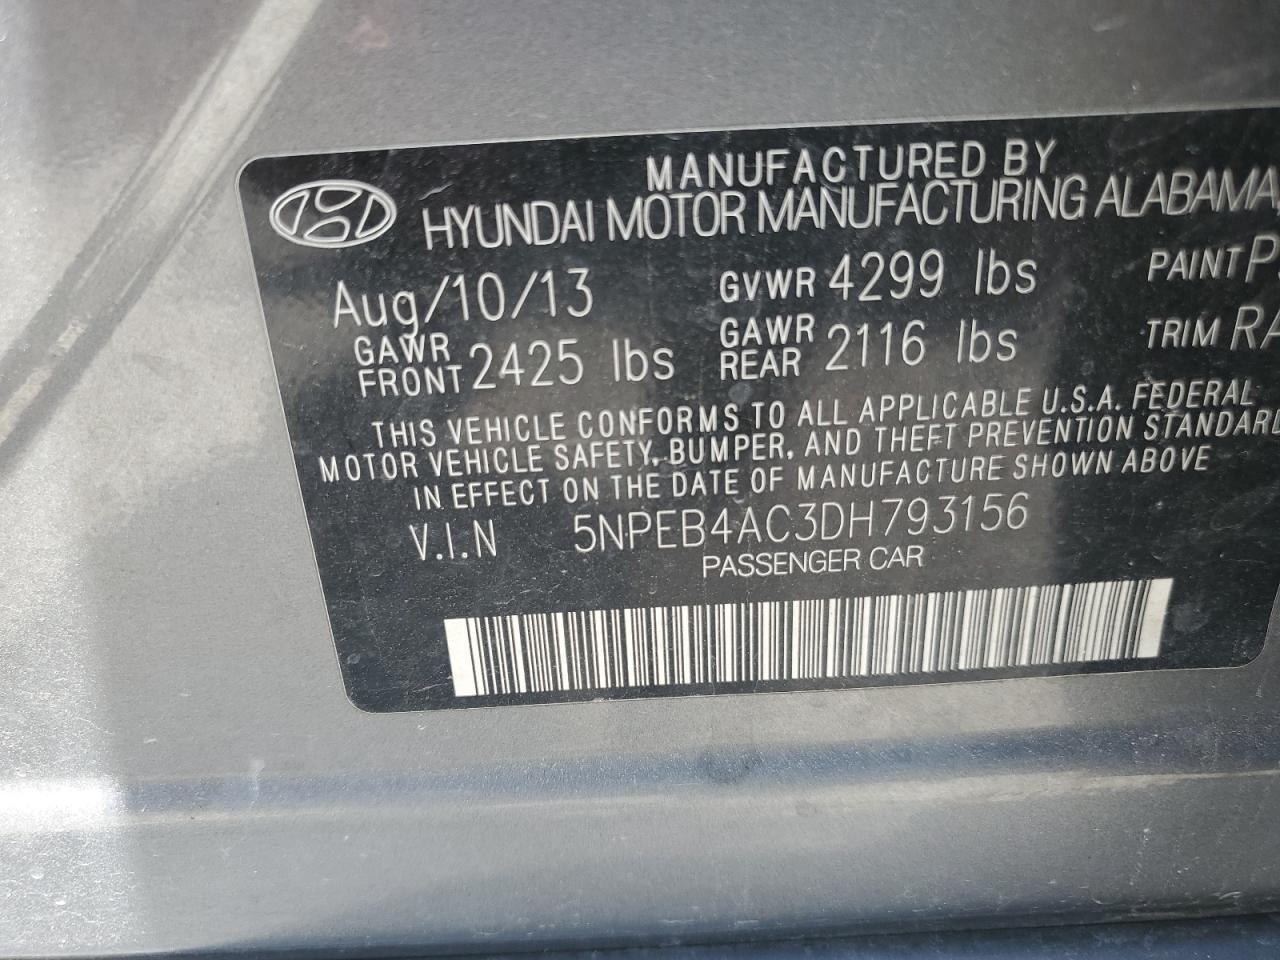 MANUFACTURED BY
HYUNDAI MOTOR MANUFACTURING ALABAMA,
Aug/10/13 GVWR 4299 lbs PAINT
GAWR FRONT 2425 lbs GAWR REAR 2116 lbs TRIM RA
THIS VEHICLE CONFORMS TO ALL APPLICABLE U.S.A. FEDERAL
MOTOR VEHICLE SAFETY, BUMPER, AND THEFT PREVENTION STANDARD
IN EFFECT ON THE DATE OF MANUFACTURE SHOWN ABOVE
V.I.N 5NPEB4AC3DH793156
PASSENGER CAR